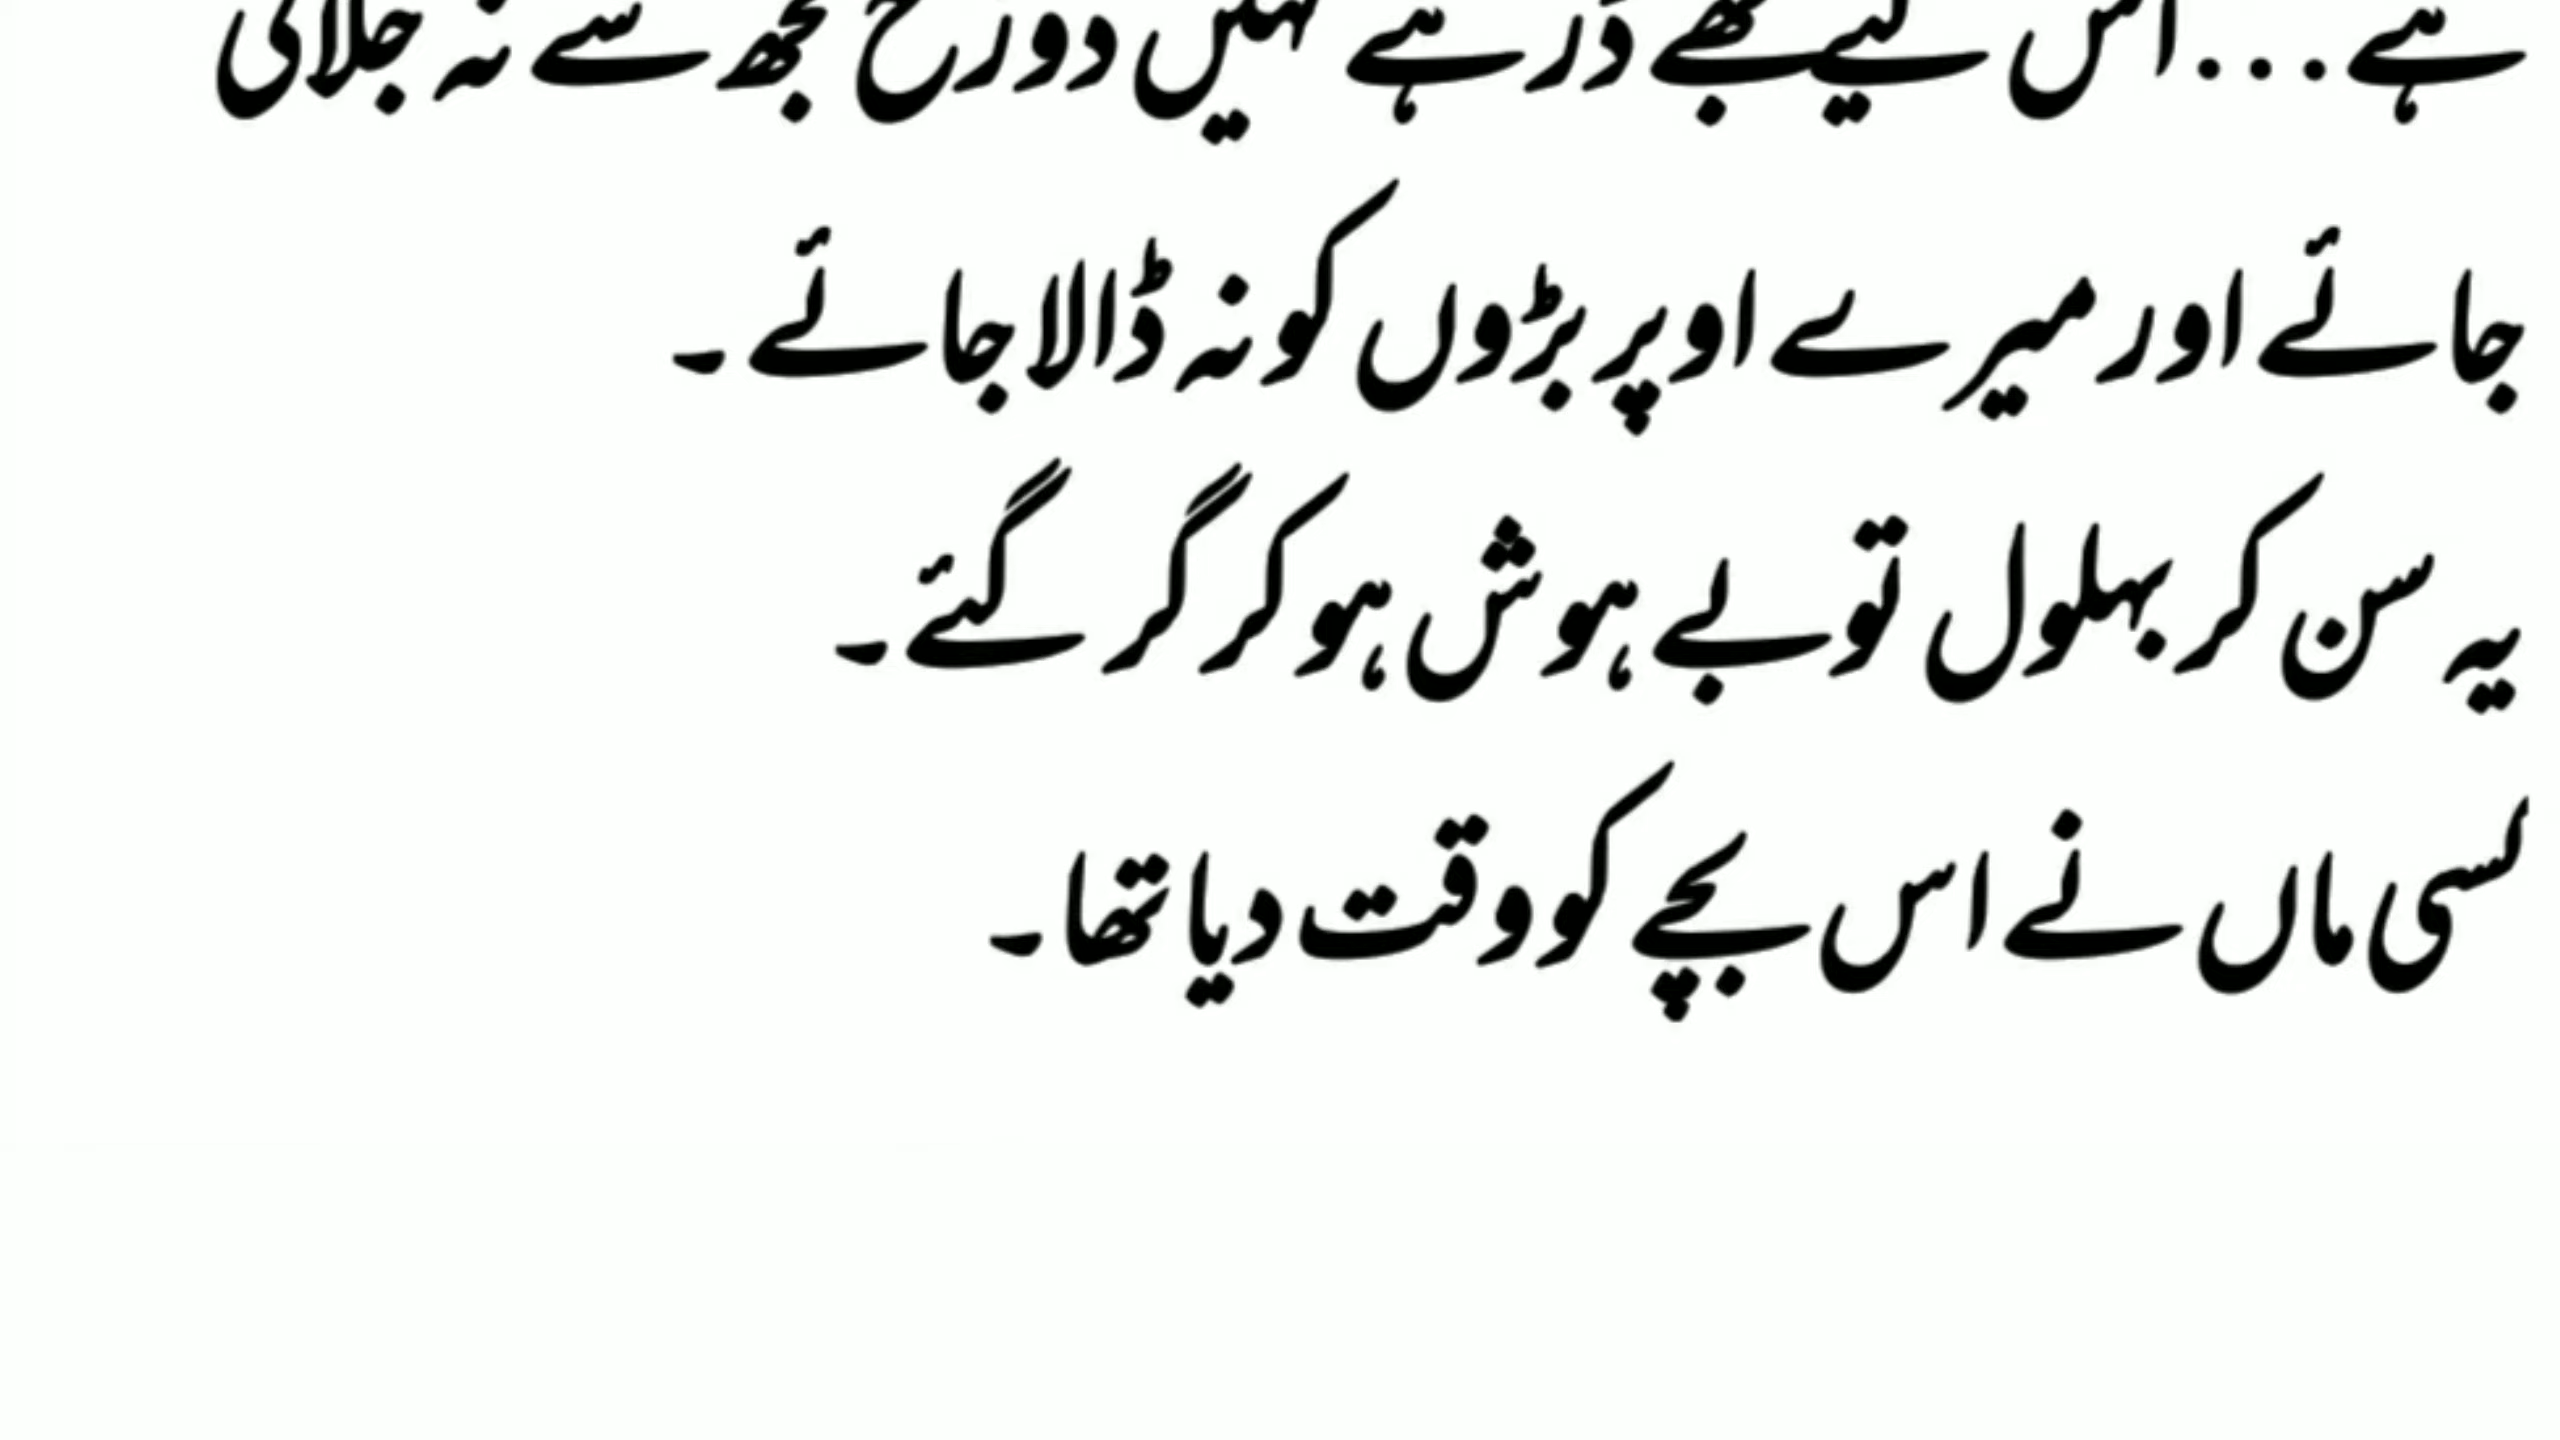 ہے...اس لیے مجھے ڈر ہے کہیں دوزخ مجھ سے نہ جلائی
جائے اور میرے اوپر بڑوں کو نہ ڈالا جائے۔
یہ سن کر بہلول تو بے ہوش ہو کر گر گئے۔
کسی ماں نے اس بچے کو وقت دیا تھا۔